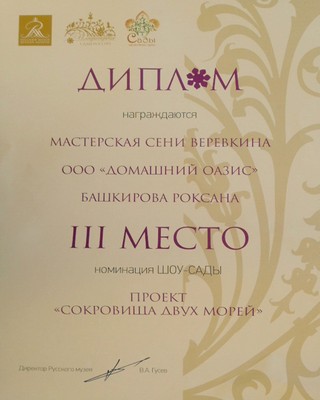 ДИПЛОМ
награждаются
МАСТЕРСКАЯ СЕНИ ВЕРЕВКИНА
ООО «ДОМАШНИЙ ОАЗИС»
БАШКИРОВА РОКСАНА
III МЕСТО
номинация ШОУ-САДЫ
ПРОЕКТ
«СОКРОВИЩА ДВУХ МОРЕЙ»
Директор Русского музея В.А. Гусев